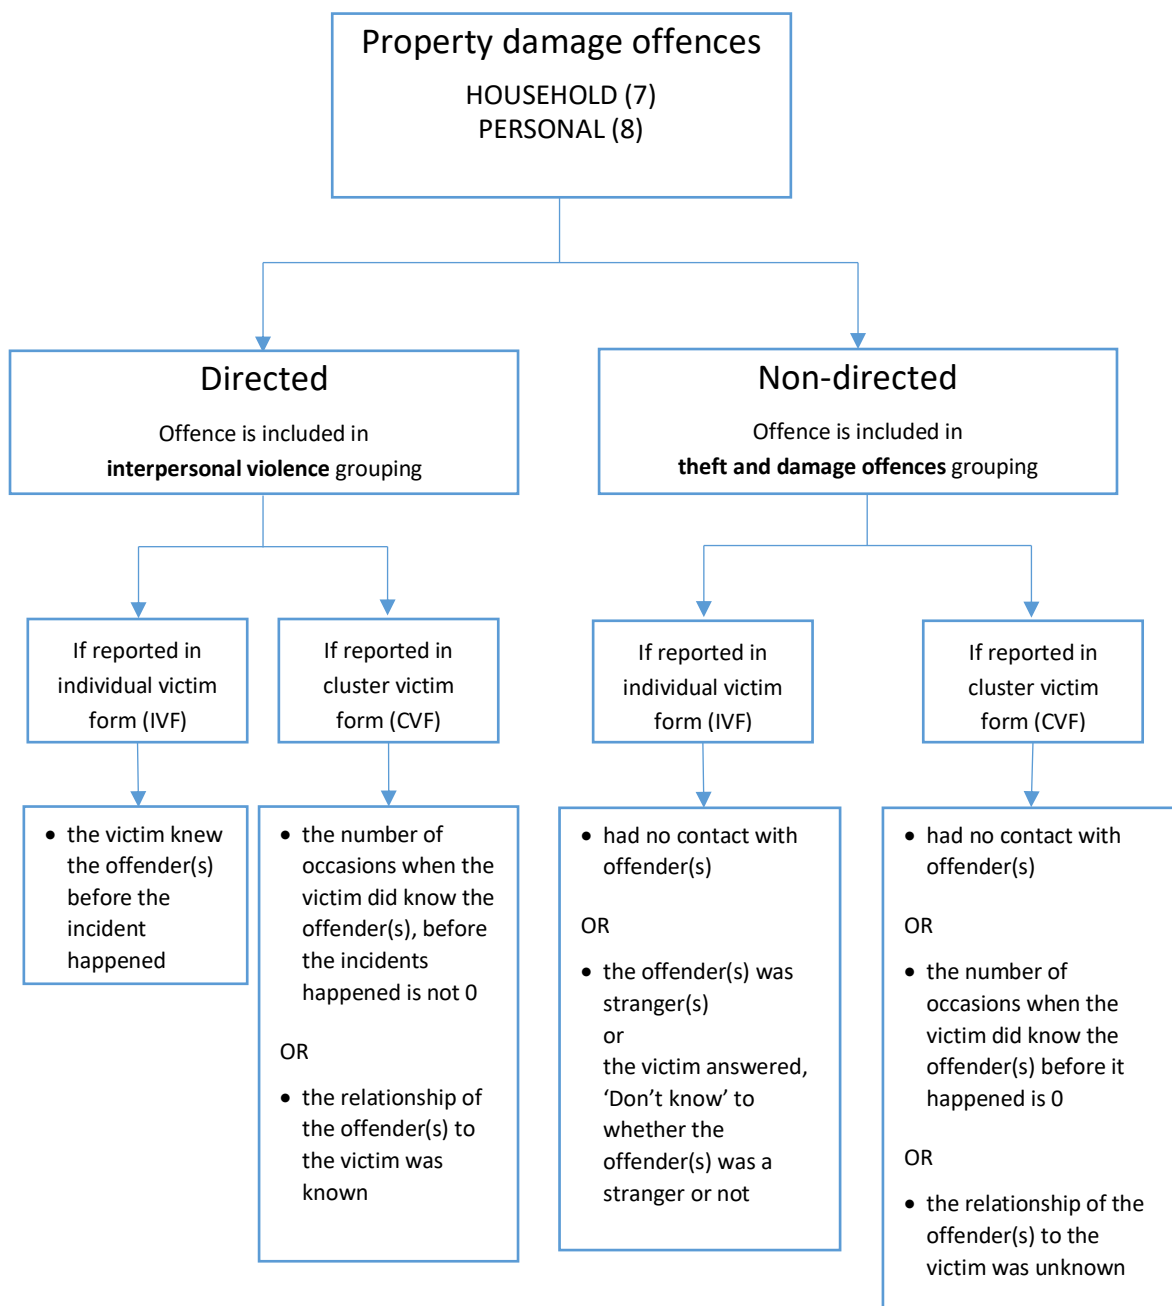 Property damage offences
HOUSEHOLD (7)
PERSONAL (8)
Directed
Offence is included in
interpersonal violence grouping
Non-directed
Offence is included in
theft and damage offences grouping
If reported in
individual victim
form (IVF)
If reported in
cluster victim
form (CVF)
If reported in
individual victim
form (IVF)
If reported in
cluster victim
form (CVF)
• the victim knew
the offender(s)
before the
incident
happened
• the number of
occasions when the
victim did know the
offender(s), before
the incidents
happened is not 0
OR
• the relationship of
the offender(s) to
the victim was
known
• had no contact with
offender(s)
OR
• the offender(s) was
stranger(s)
or
the victim answered,
‘Don’t know’ to
whether the
offender(s) was a
stranger or not
• had no contact with
offender(s)
OR
• the number of
occasions when the
victim did know the
offender(s) before it
happened is 0
OR
• the relationship of the
offender(s) to the
victim was unknown